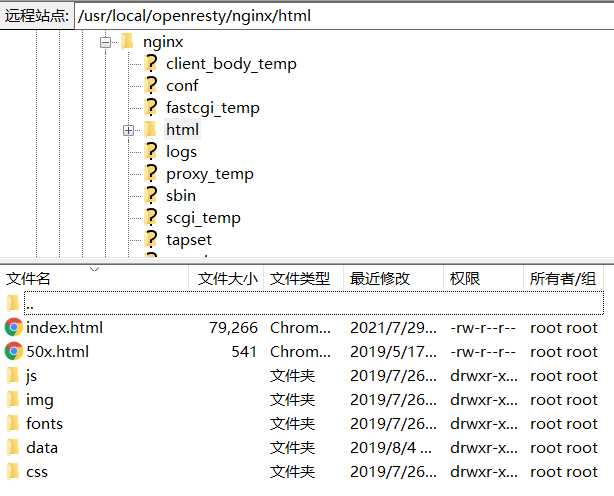 远程站点: /usr/local/openresty/nginx/html
nginx
client_body_temp
conf
fastcgi_temp
html
logs
proxy_temp
sbin
scgi_temp
tapset
文件名 文件大小 文件类型 最近修改 权限 所有者/组
..
index.html 79,266 Chrom... 2021/7/29... -rw-r--r-- root root
50x.html 541 Chrom... 2019/5/17... -rw-r--r-- root root
js 文件夹 2019/7/26... drwxr-x... root root
img 文件夹 2019/7/26... drwxr-x... root root
fonts 文件夹 2019/7/26... drwxr-x... root root
data 文件夹 2019/8/4 ... drwxr-x... root root
css 文件夹 2019/7/26... drwxr-x... root root